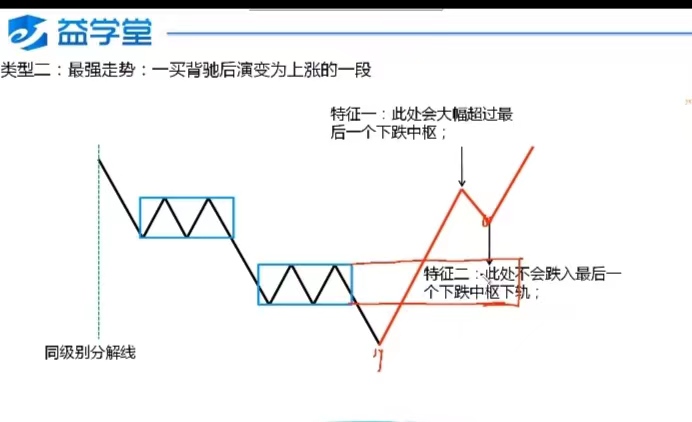 益学堂
类型二：最强走势：一买背驰后演变为上涨的一段
特征一：此处会大幅超过最
后一个下跌中枢；
特征二：此处不会跌入最后一
个下跌中枢下轨；
同级别分解线